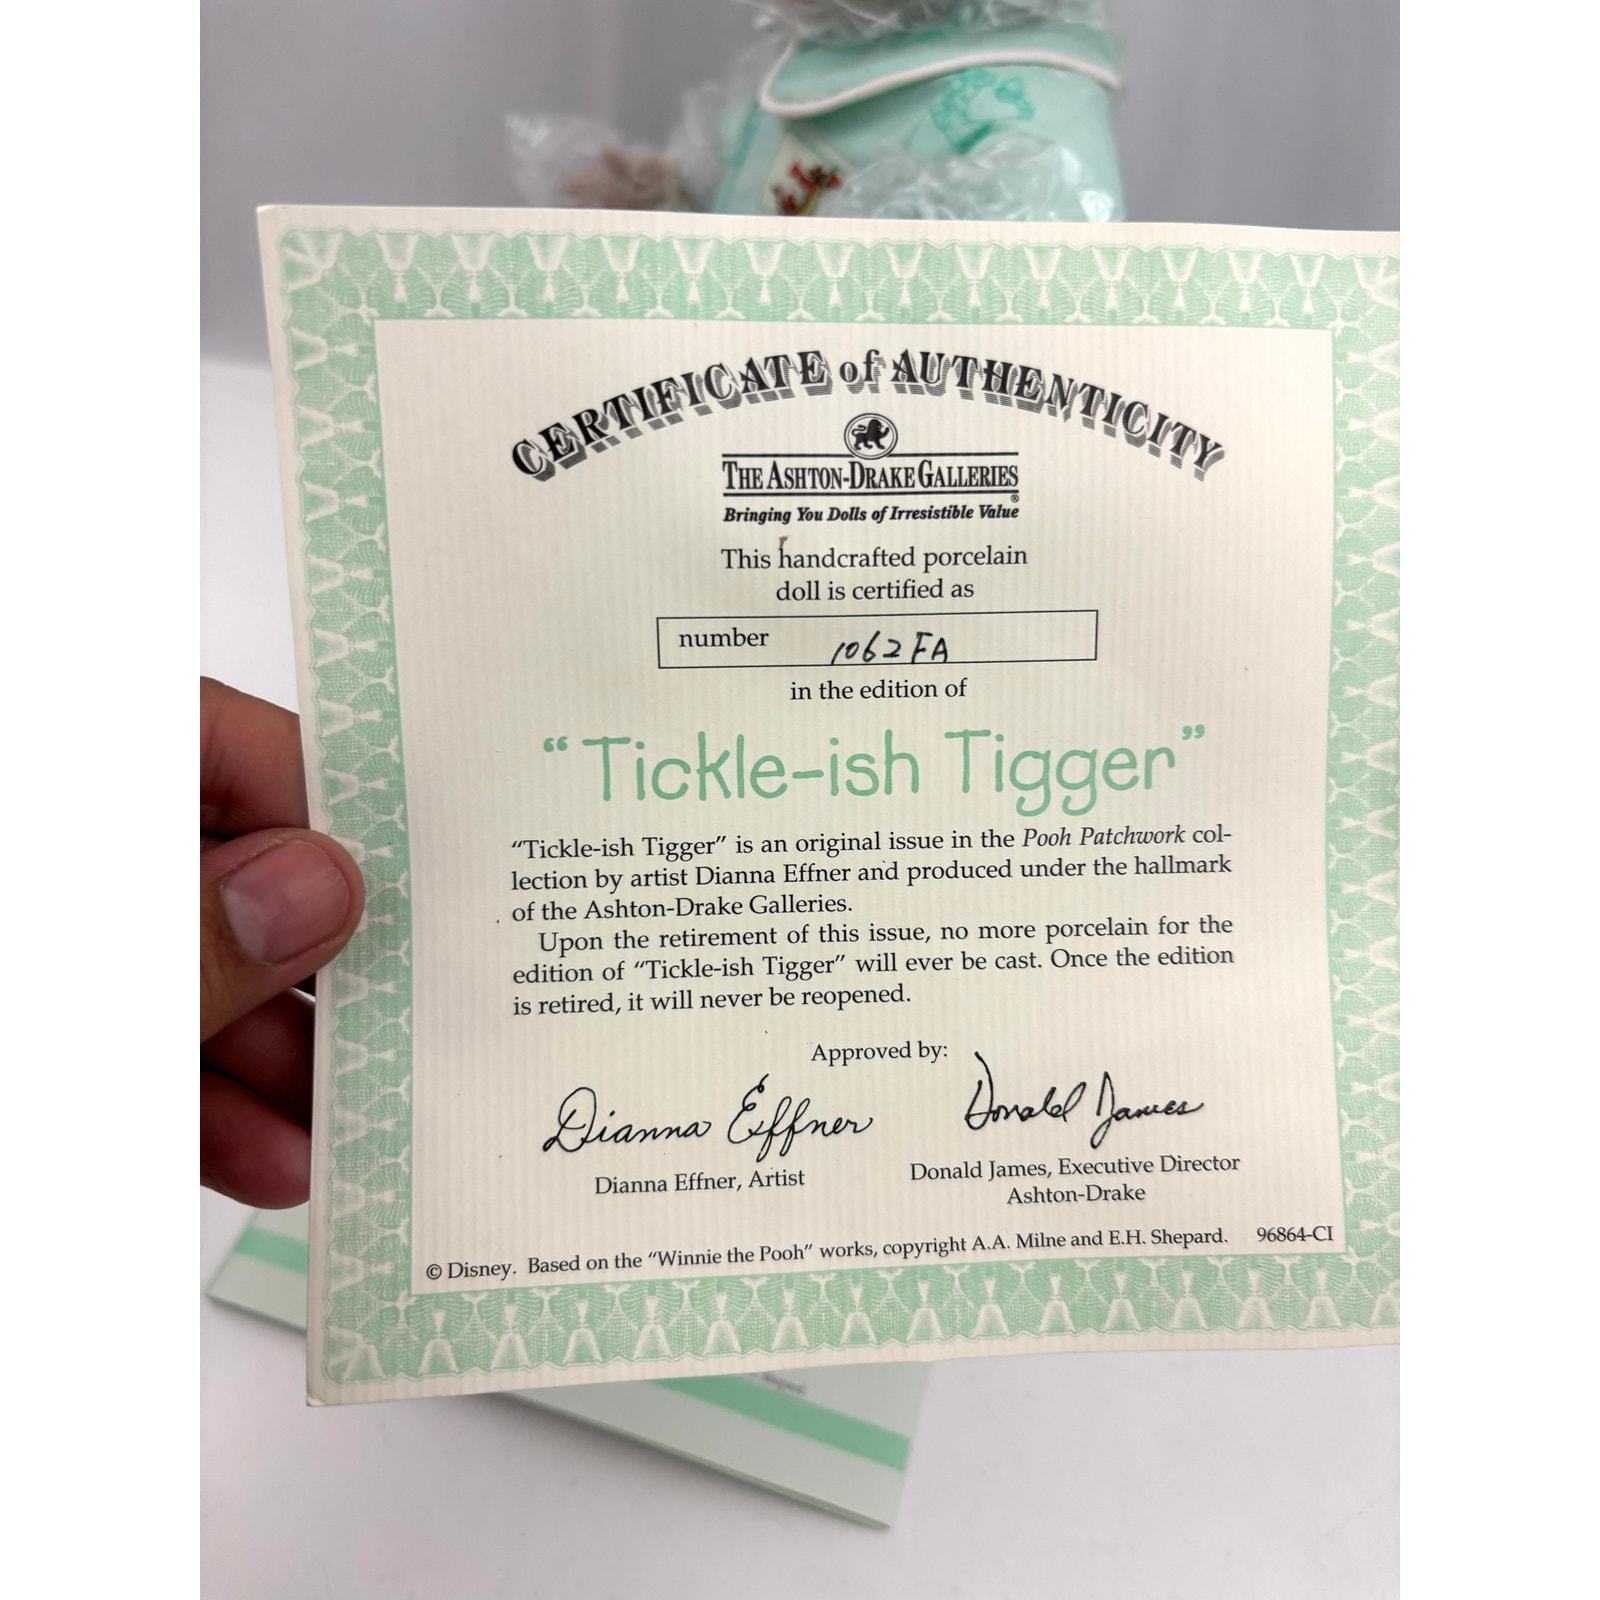 CERTIFICATE of AUTHENTICITY
THE ASHTON-DRAKE GALLERIES
®
Bringing You Dolls of Irresistible Value
This handcrafted porcelain
doll is certified as
number 1062FA
in the edition of
“Tickle-ish Tigger”
“Tickle-ish Tigger” is an original issue in the Pooh Patchwork col-
lection by artist Dianna Effner and produced under the hallmark
of the Ashton-Drake Galleries.
Upon the retirement of this issue, no more porcelain for the
edition of “Tickle-ish Tigger” will ever be cast. Once the edition
is retired, it will never be reopened.
Approved by:
Dianna Effner Donald James
Dianna Effner, Artist Donald James, Executive Director
Ashton-Drake
© Disney. Based on the “Winnie the Pooh” works, copyright A.A. Milne and E.H. Shepard. 96864-CI